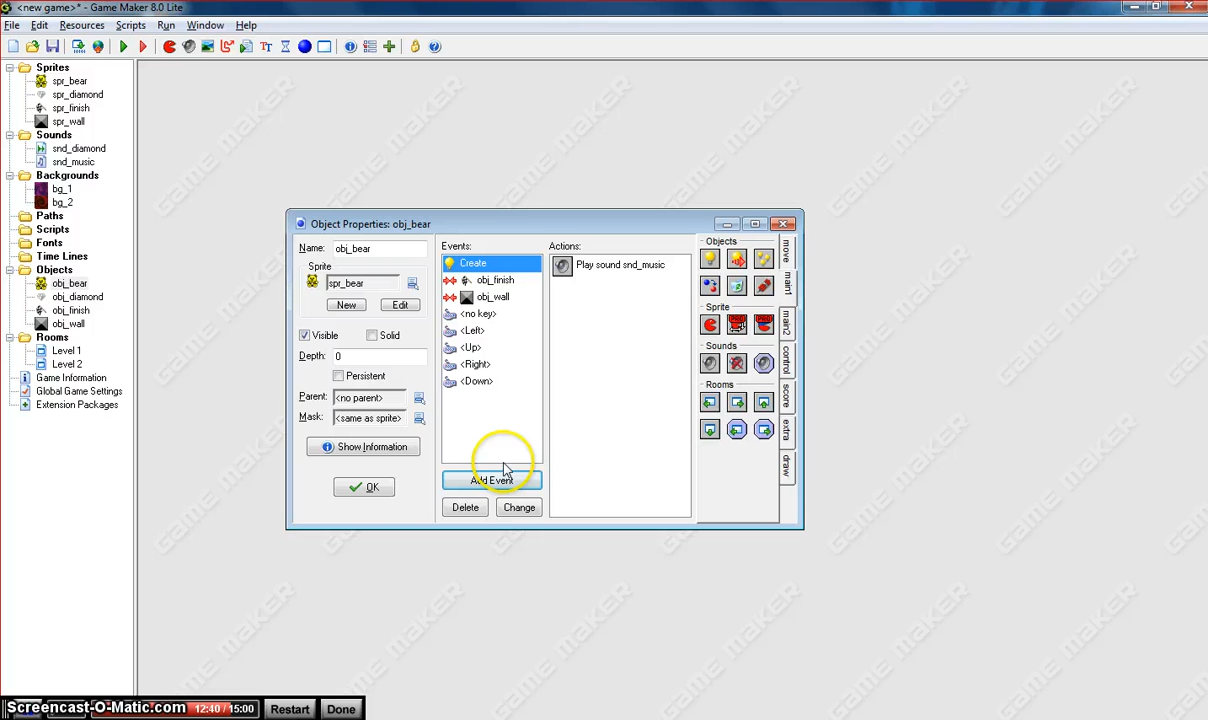 <new game>* - Game Maker 8.0 Lite
File Edit Resources Scripts Run Window Help
Sprites
spr_bear
spr_diamond
spr_finish
spr_wall
Sounds
snd_diamond
snd_music
Backgrounds
bg_1
bg_2
Paths
Scripts
Fonts
Time Lines
Objects
obj_bear
obj_diamond
obj_finish
obj_wall
Rooms
Level 1
Level 2
Game Information
Global Game Settings
Extension Packages
Object Properties: obj_bear
Name: obj_bear
Sprite
spr_bear
New Edit
Visible Solid
Depth: 0
Persistent
Parent: <no parent>
Mask: <same as sprite>
Show Information
OK
Events:
Create
obj_finish
obj_wall
<no key>
<Left>
<Up>
<Right>
<Down>
Add Event
Delete Change
Actions:
Play sound snd_music
Objects
Sprite
PRO PRO
Sounds
Rooms
move
main1
main2
control
score
extra
draw
GAME MAKER
Screencast-O-Matic.com 12:40 / 15:00 Restart Done